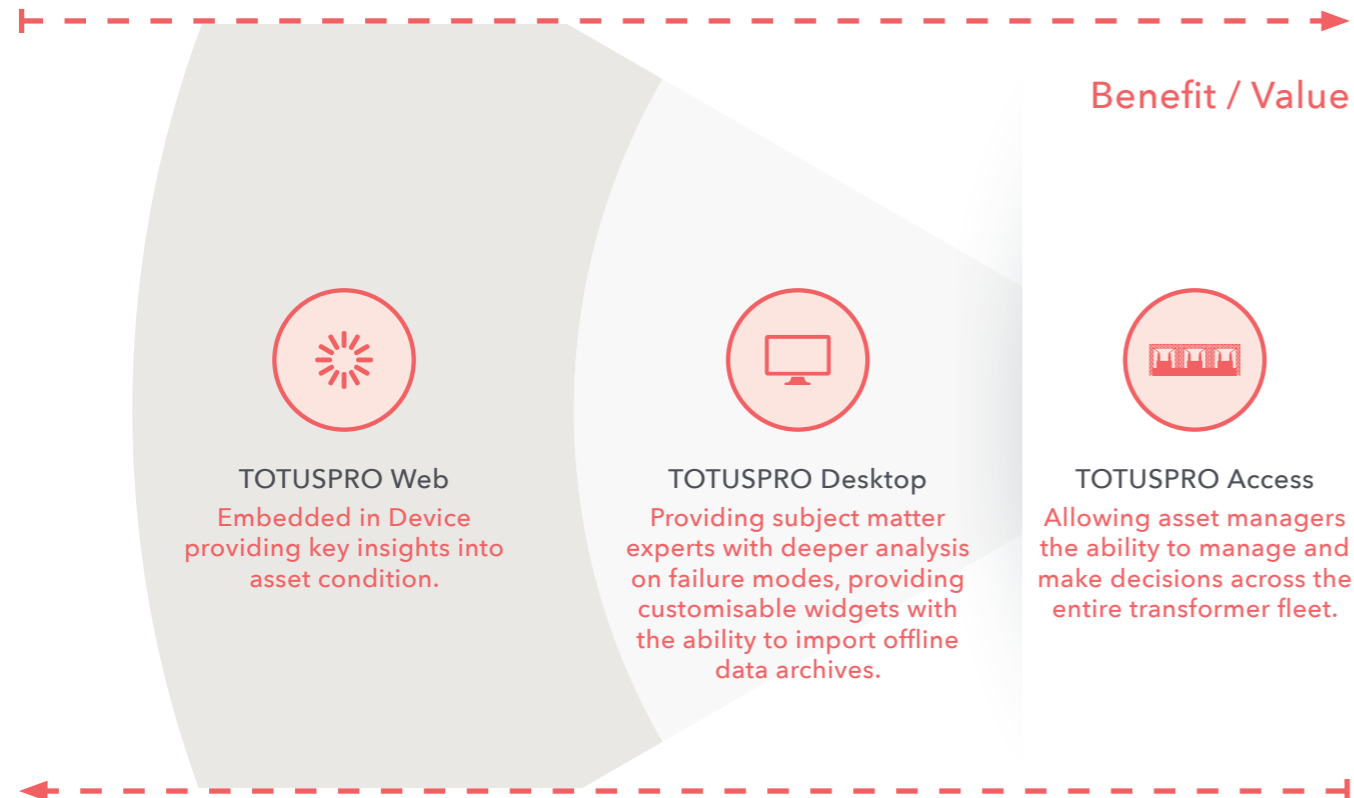 Benefit / Value
TOTUSPRO Web
Embedded in Device
providing key insights into
asset condition.
TOTUSPRO Desktop
Providing subject matter
experts with deeper analysis
on failure modes, providing
customisable widgets with
the ability to import offline
data archives.
TOTUSPRO Access
Allowing asset managers
the ability to manage and
make decisions across the
entire transformer fleet.